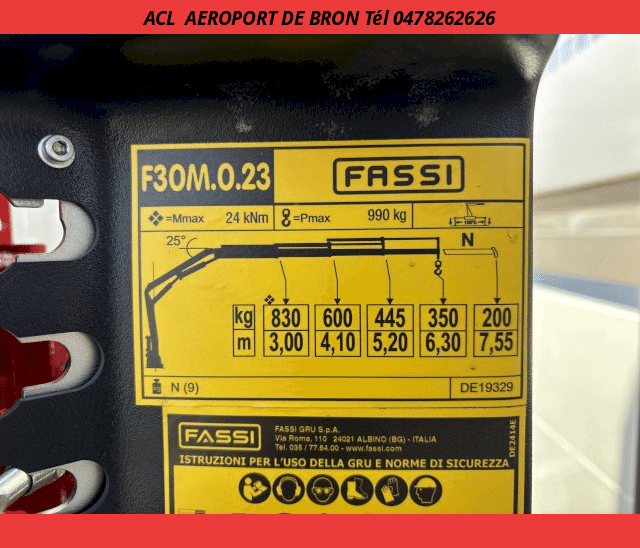 ACL AEROPORT DE BRON Tél 0478262626
F30M.0.23
FASSI
=Mmax 24 kNm
=Pmax 990 kg
100%
25°
N
kg 830 600 445 350 200
m 3,00 4,10 5,20 6,30 7,55
N (9)
DE19329
FASSI
FASSI GRU S.p.A.
Via Roma, 110 24021 ALBINO (BG) - ITALIA
Tel. 035 / 77.64.00 - www.fassi.com
DE2414E
ISTRUZIONI PER L'USO DELLA GRU E NORME DI SICUREZZA